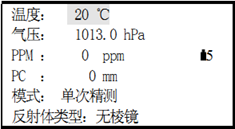 温度： 20 ℃
气压： 1013.0 hPa
PPM ： 0 ppm 5
PC ： 0 mm
模式： 单次精测
反射体类型：无棱镜